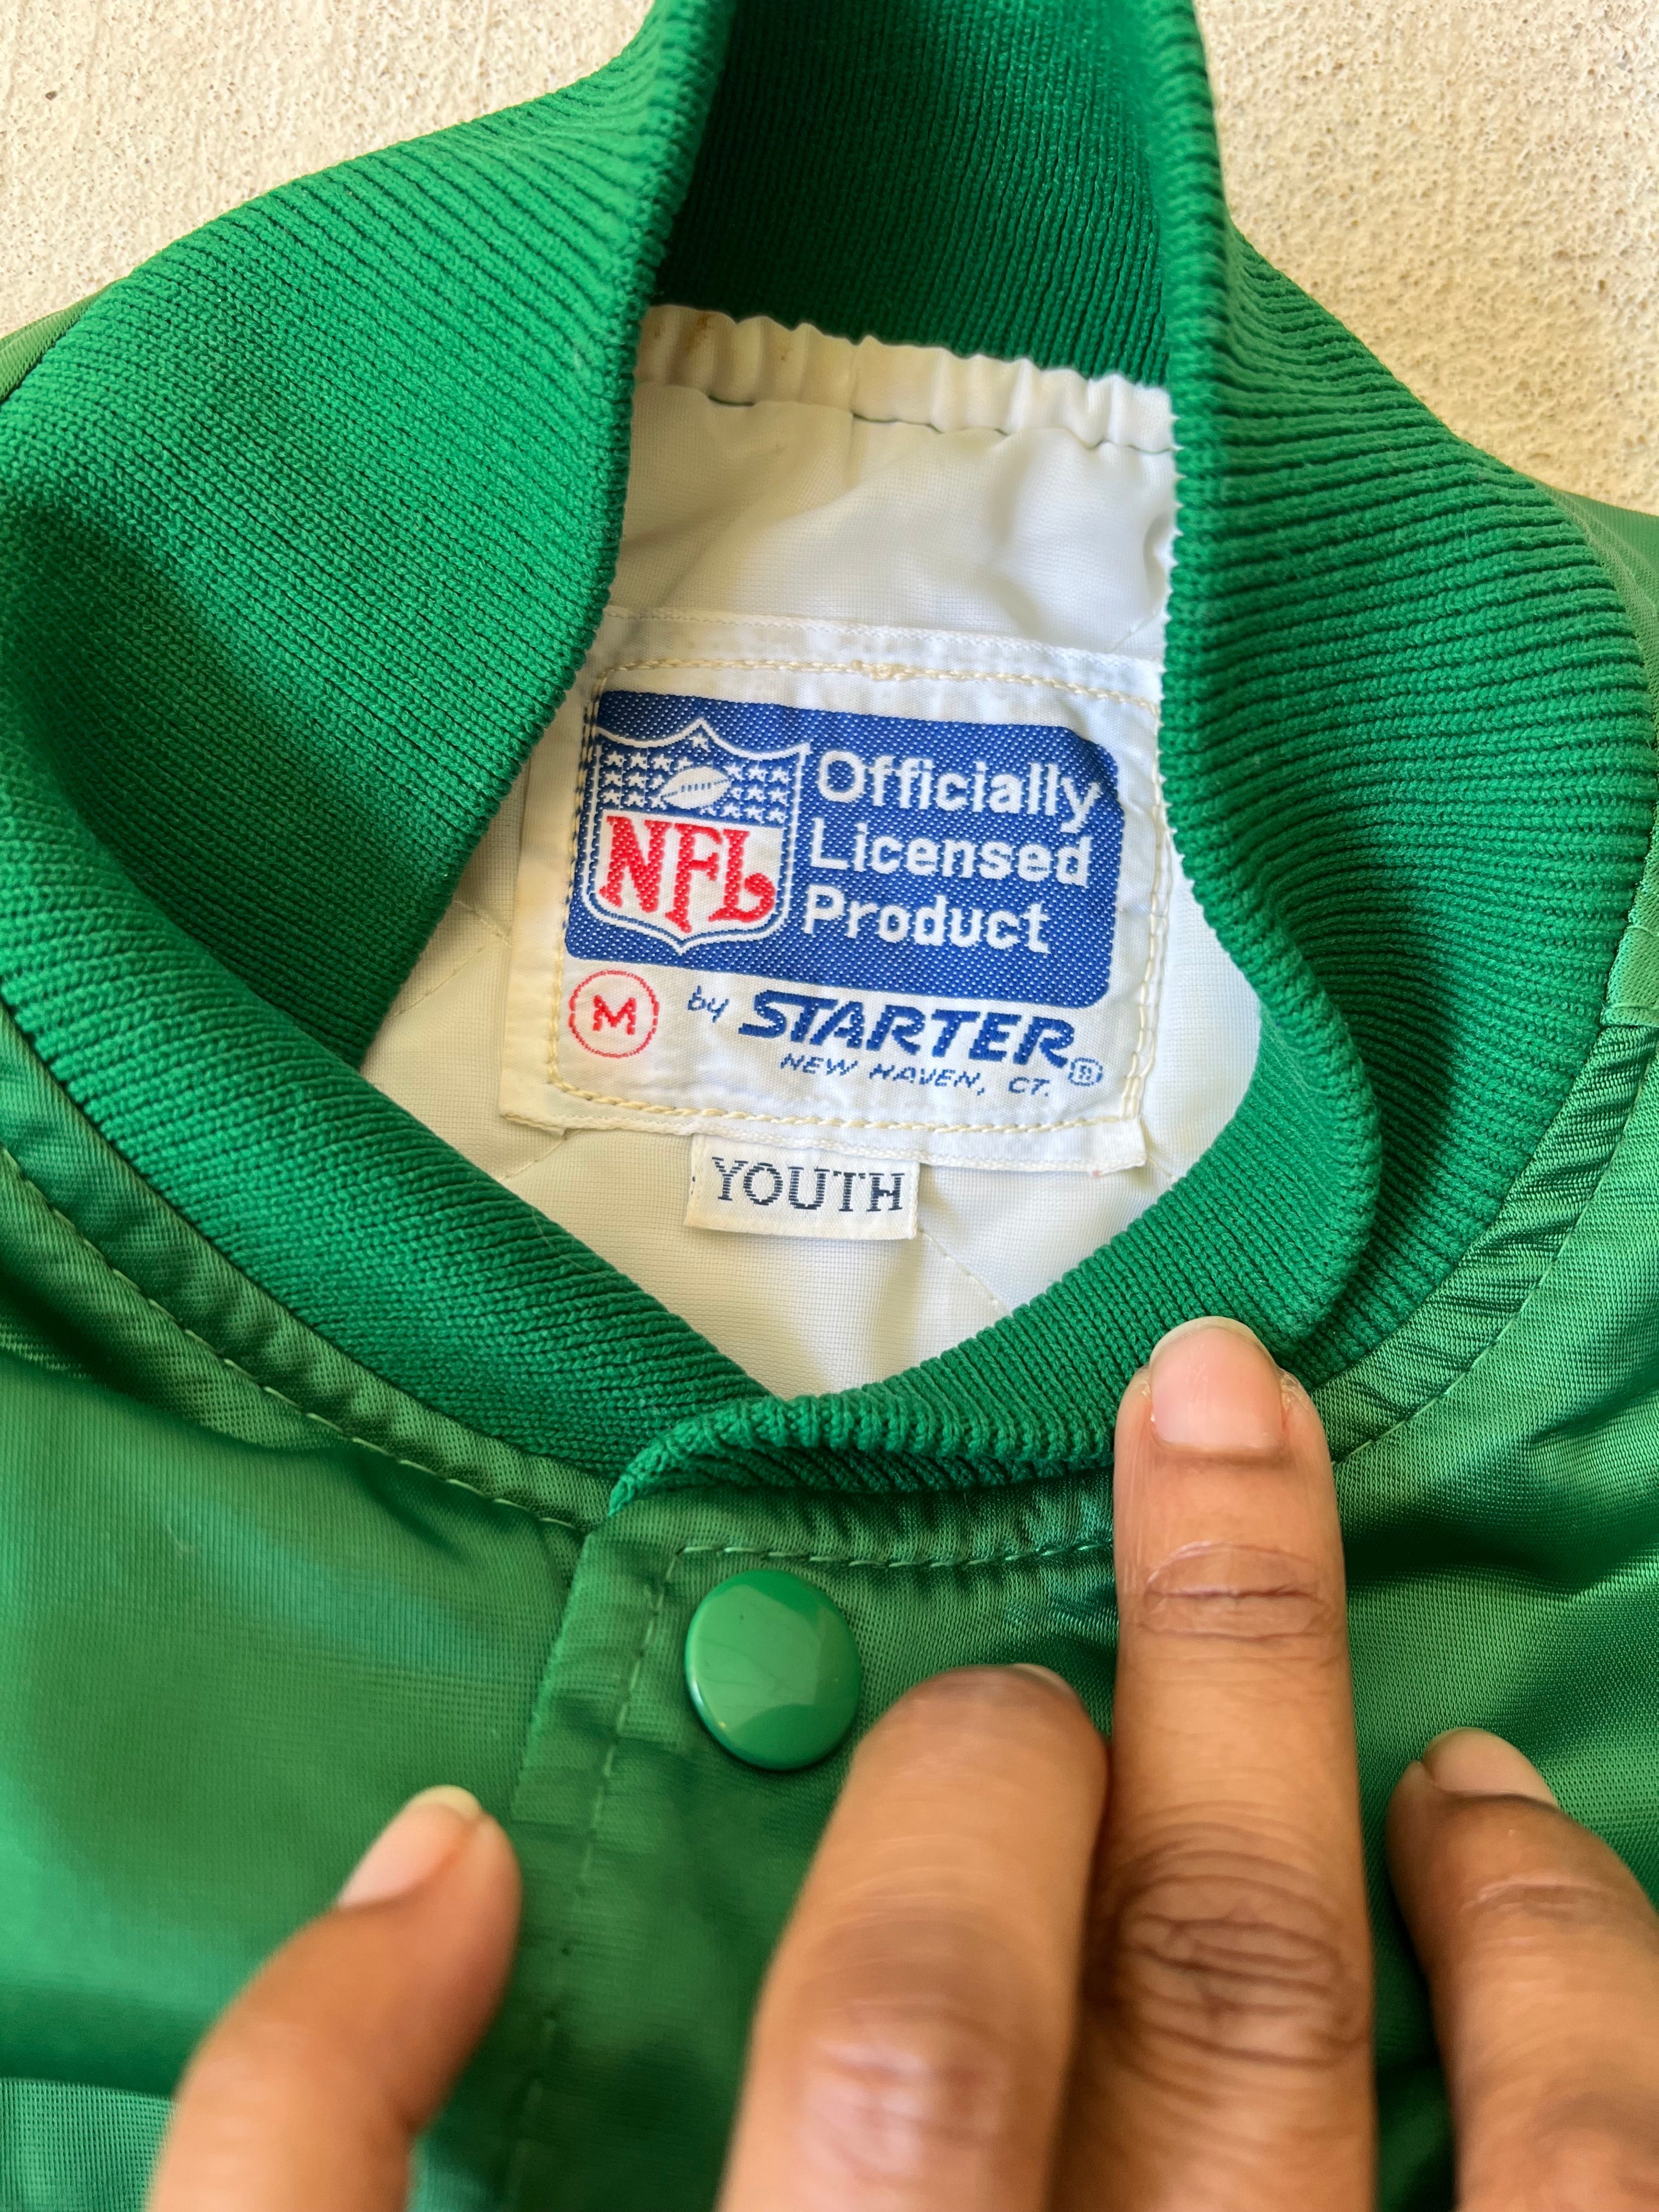 NFL
Officially
Licensed
Product
M
by STARTER®
NEW HAVEN, CT.
YOUTH